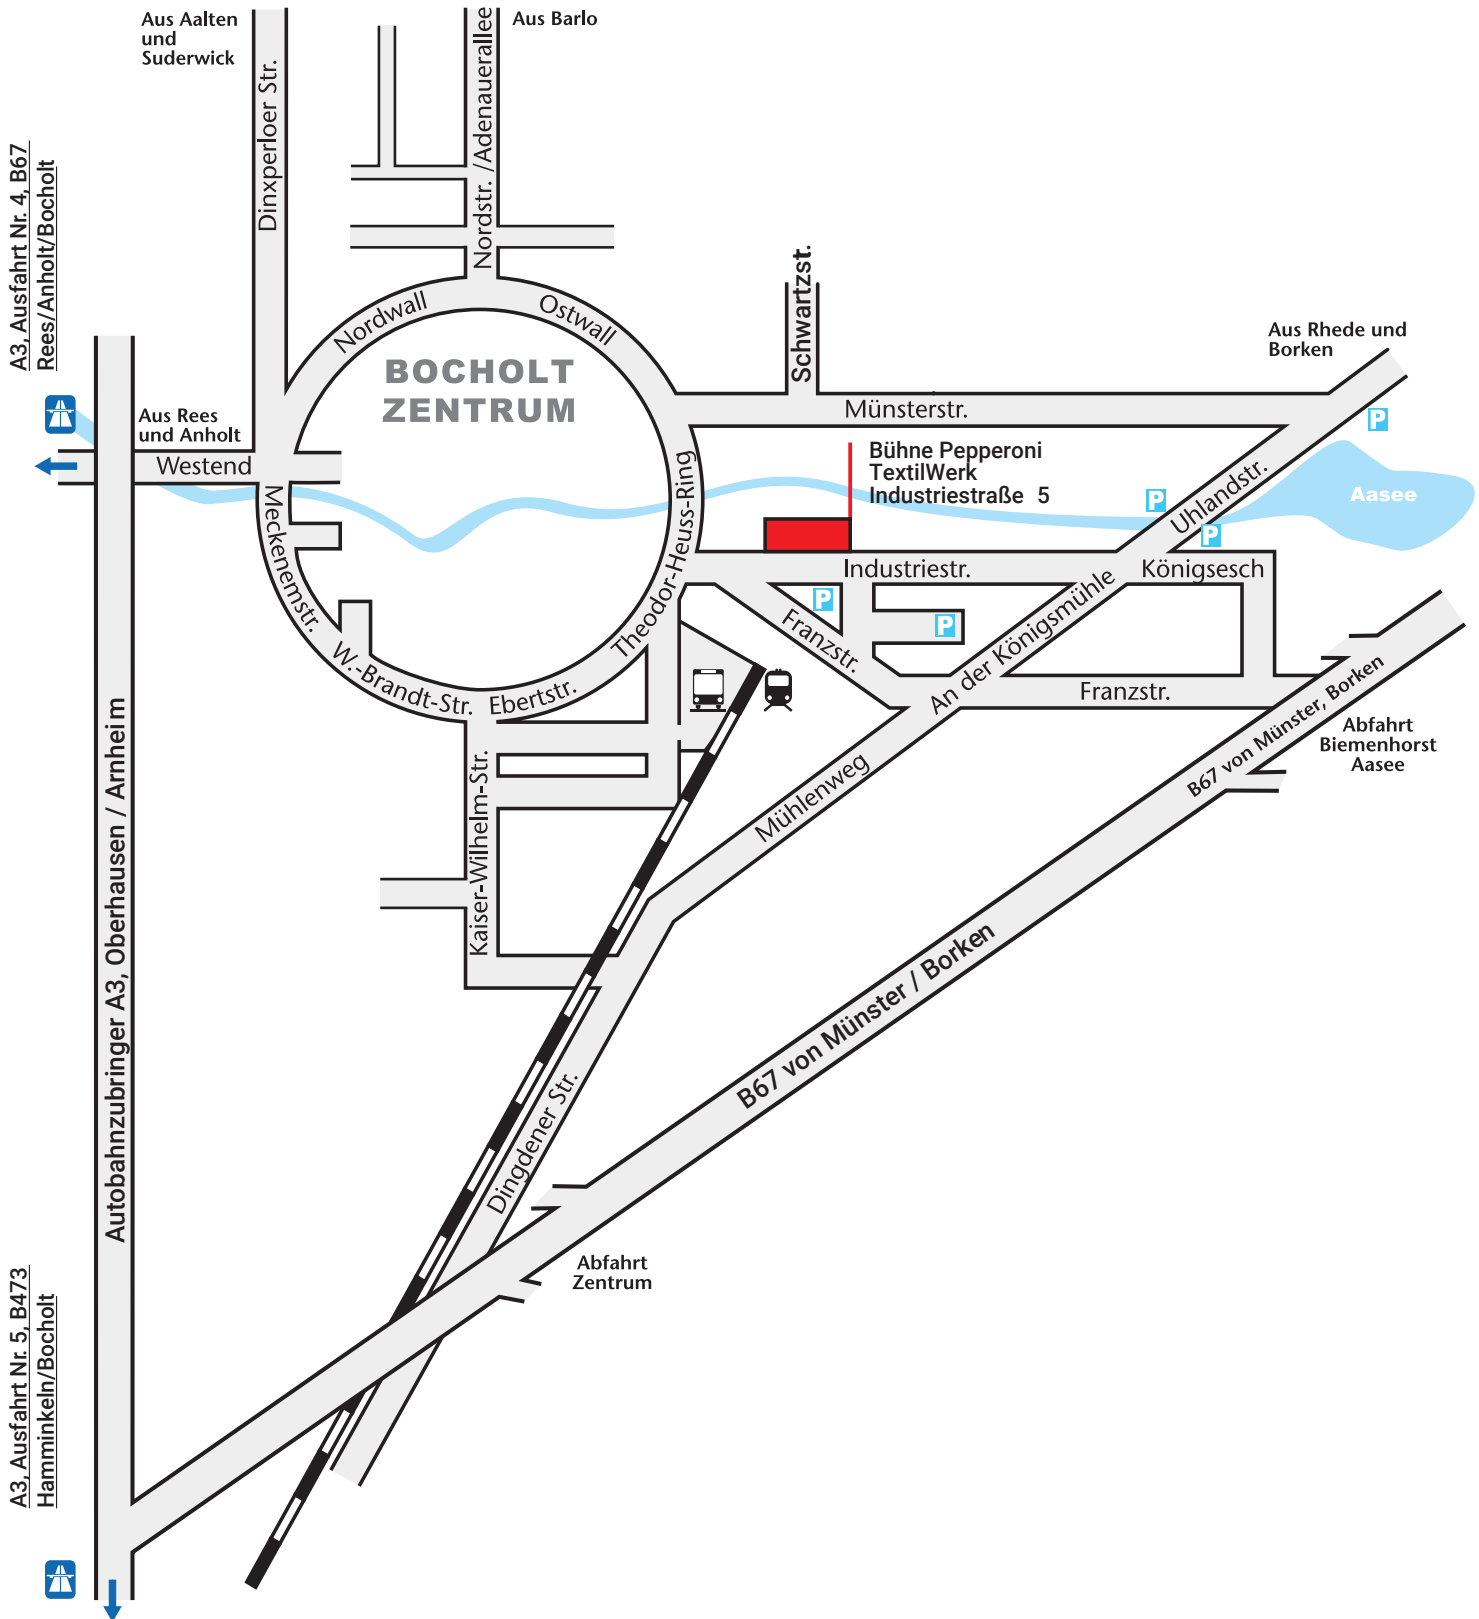 Aus Aalten
und
Suderwick
Aus Barlo
Dinxperloer Str.
Nordstr. /Adenauerallee
A3, Ausfahrt Nr. 4, B67
Rees/Anholt/Bocholt
Nordwall
Ostwall
Schwartzst.
BOCHOLT
ZENTRUM
Aus Rhede und
Borken
Aus Rees
und Anholt
Westend
Münsterstr.
P
Bühne Pepperoni
TextilWerk
Industriestraße 5
P
Uhlandstr.
Aasee
P
Meckenemstr.
Theodor-Heuss-Ring
Industriestr.
Königsesch
P
P
Franzstr.
An der Königsmühle
W.-Brandt-Str.
Ebertstr.
Franzstr.
B67 von Münster, Borken
Abfahrt
Biemenhorst
Aasee
Kaiser-Wilhelm-Str.
Mühlenweg
Autobahnzubringer A3, Oberhausen / Arnheim
B67 von Münster / Borken
Dingdener Str.
Abfahrt
Zentrum
A3, Ausfahrt Nr. 5, B473
Hamminkeln/Bocholt